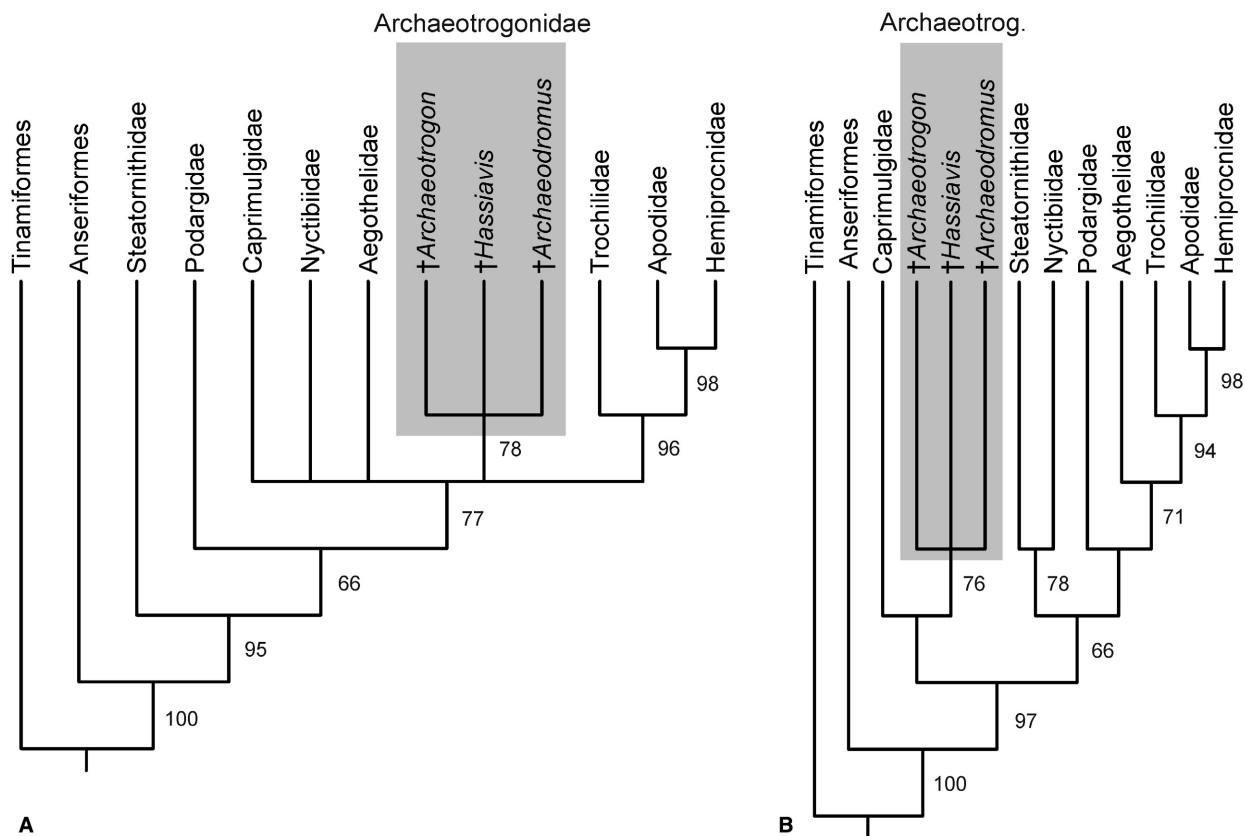 Archaeotrogonidae
Tinamiformes
Anseriformes
Steatornithidae
Podargidae
Caprimulgidae
Nyctibiidae
Aegothelidae
†Archaeotrogon
†Hassiavis
†Archaeodromus
Trochilidae
Apodidae
Hemiprocnidae
98
78
96
77
66
95
100
A
Archaeotrog.
Tinamiformes
Anseriformes
Caprimulgidae
†Archaeotrogon
†Hassiavis
†Archaeodromus
Steatornithidae
Nyctibiidae
Podargidae
Aegothelidae
Trochilidae
Apodidae
Hemiprocnidae
98
94
71
76
78
66
97
100
B